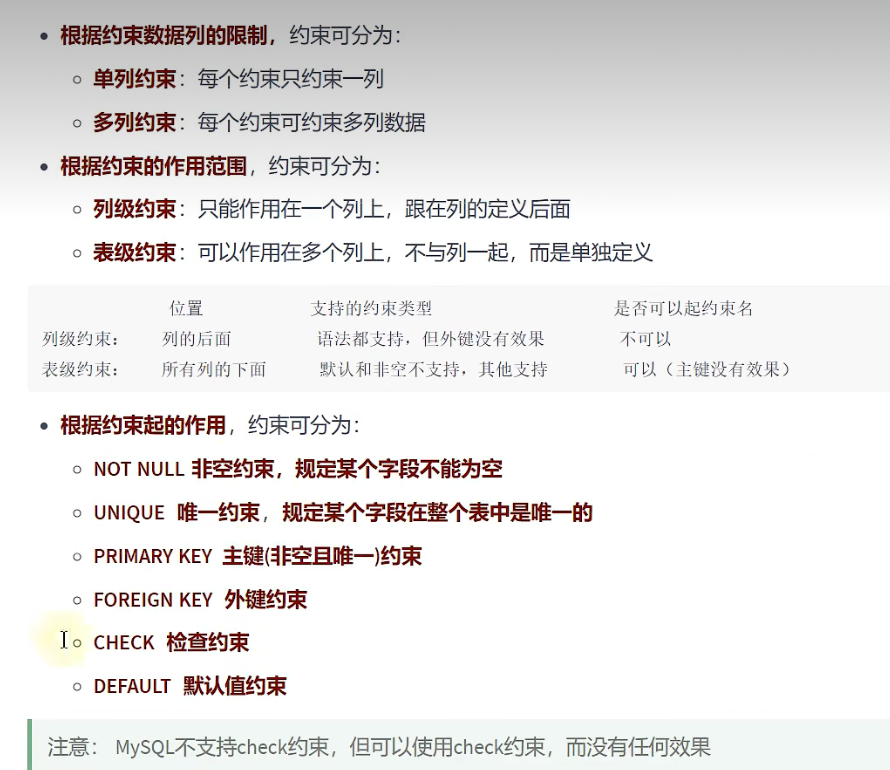 根据约束数据列的限制，约束可分为：
单列约束：每个约束只约束一列
多列约束：每个约束可约束多列数据
根据约束的作用范围，约束可分为：
列级约束：只能作用在一个列上，跟在列的定义后面
表级约束：可以作用在多个列上，不与列一起，而是单独定义
位置 支持的约束类型 是否可以起约束名
列级约束： 列的后面 语法都支持，但外键没有效果 不可以
表级约束： 所有列的下面 默认和非空不支持，其他支持 可以（主键没有效果）
根据约束起的作用，约束可分为：
NOT NULL 非空约束，规定某个字段不能为空
UNIQUE 唯一约束，规定某个字段在整个表中是唯一的
PRIMARY KEY 主键(非空且唯一)约束
FOREIGN KEY 外键约束
CHECK 检查约束
DEFAULT 默认值约束
注意： MySQL不支持check约束，但可以使用check约束，而没有任何效果